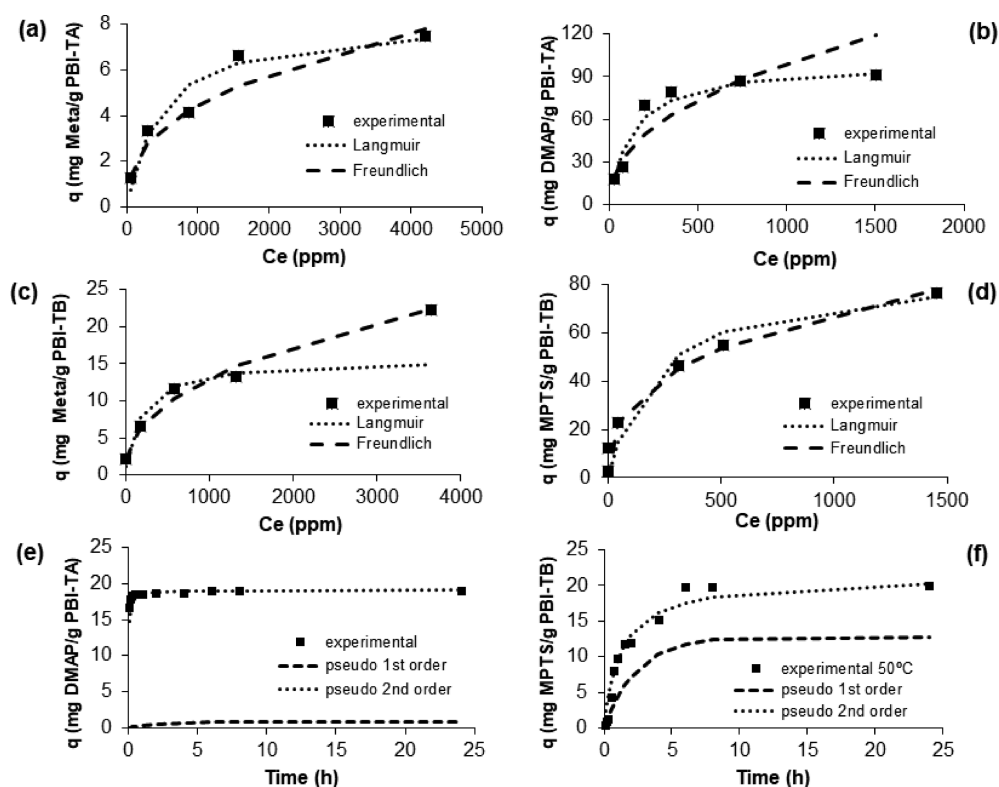 (a)
q (mg Meta/g PBI-TA)
8
6
4
2
0
experimental
Langmuir
Freundlich
0 1000 2000 3000 4000 5000
Ce (ppm)
(b)
q (mg DMAP/g PBI-TA)
120
90
60
30
0
experimental
Langmuir
Freundlich
0 500 1000 1500 2000
Ce (ppm)
(c)
q (mg Meta/g PBI-TB)
25
20
15
10
5
0
experimental
Langmuir
Freundlich
0 1000 2000 3000 4000
Ce (ppm)
(d)
q (mg MPTS/g PBI-TB)
80
60
40
20
0
experimental
Langmuir
Freundlich
0 500 1000 1500
Ce (ppm)
(e)
q (mg DMAP/g PBI-TA)
25
20
15
10
5
0
experimental
pseudo 1st order
pseudo 2nd order
0 5 10 15 20 25
Time (h)
(f)
q (mg MPTS/g PBI-TB)
25
20
15
10
5
0
experimental 50ºC
pseudo 1st order
pseudo 2nd order
0 5 10 15 20 25
Time (h)